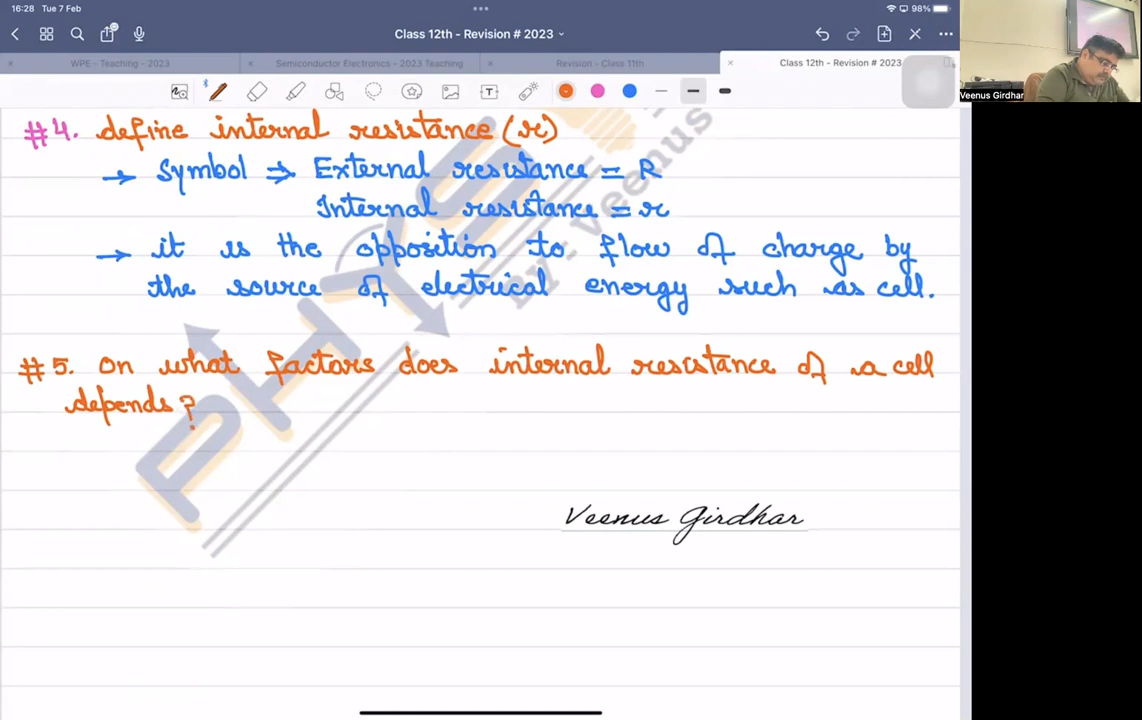 16:28 Tue 7 Feb
98%
Class 12th - Revision # 2023
WPE - Teaching - 2023
Semiconductor Electronics - 2023 Teaching
Revision - Class 11th
Class 12th - Revision # 2023
Veenus Girdhar
#4. define internal resistance (r)
→ Symbol ⇒ External resistance = R
Internal resistance = r
→ it is the opposition to flow of charge by
the source of electrical energy such as cell.
#5. On what factors does internal resistance of a cell
depends?
PHYSICS
By: Veenus
Veenus Girdhar